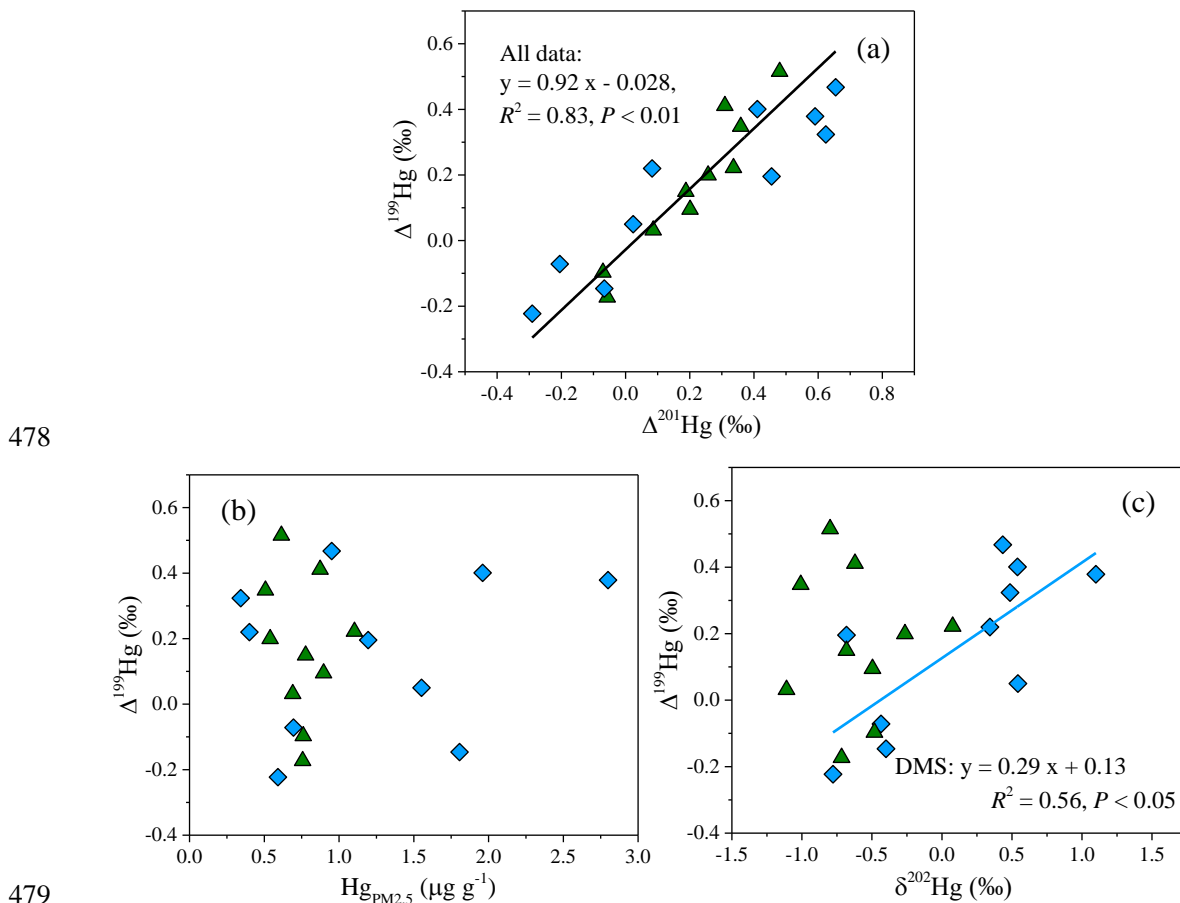 (a)
All data:
y = 0.92 x - 0.028,
R² = 0.83, P < 0.01
Δ¹⁹⁹Hg (‰)
0.6
0.4
0.2
0.0
-0.2
-0.4
-0.4 -0.2 0.0 0.2 0.4 0.6 0.8
Δ²⁰¹Hg (‰)
478
(b)
Δ¹⁹⁹Hg (‰)
0.6
0.4
0.2
0.0
-0.2
-0.4
0.0 0.5 1.0 1.5 2.0 2.5 3.0
Hg_PM2.5 (μg g⁻¹)
(c)
Δ¹⁹⁹Hg (‰)
0.6
0.4
0.2
0.0
-0.2
-0.4
DMS: y = 0.29 x + 0.13
R² = 0.56, P < 0.05
-1.5 -1.0 -0.5 0.0 0.5 1.0 1.5
δ²⁰²Hg (‰)
479